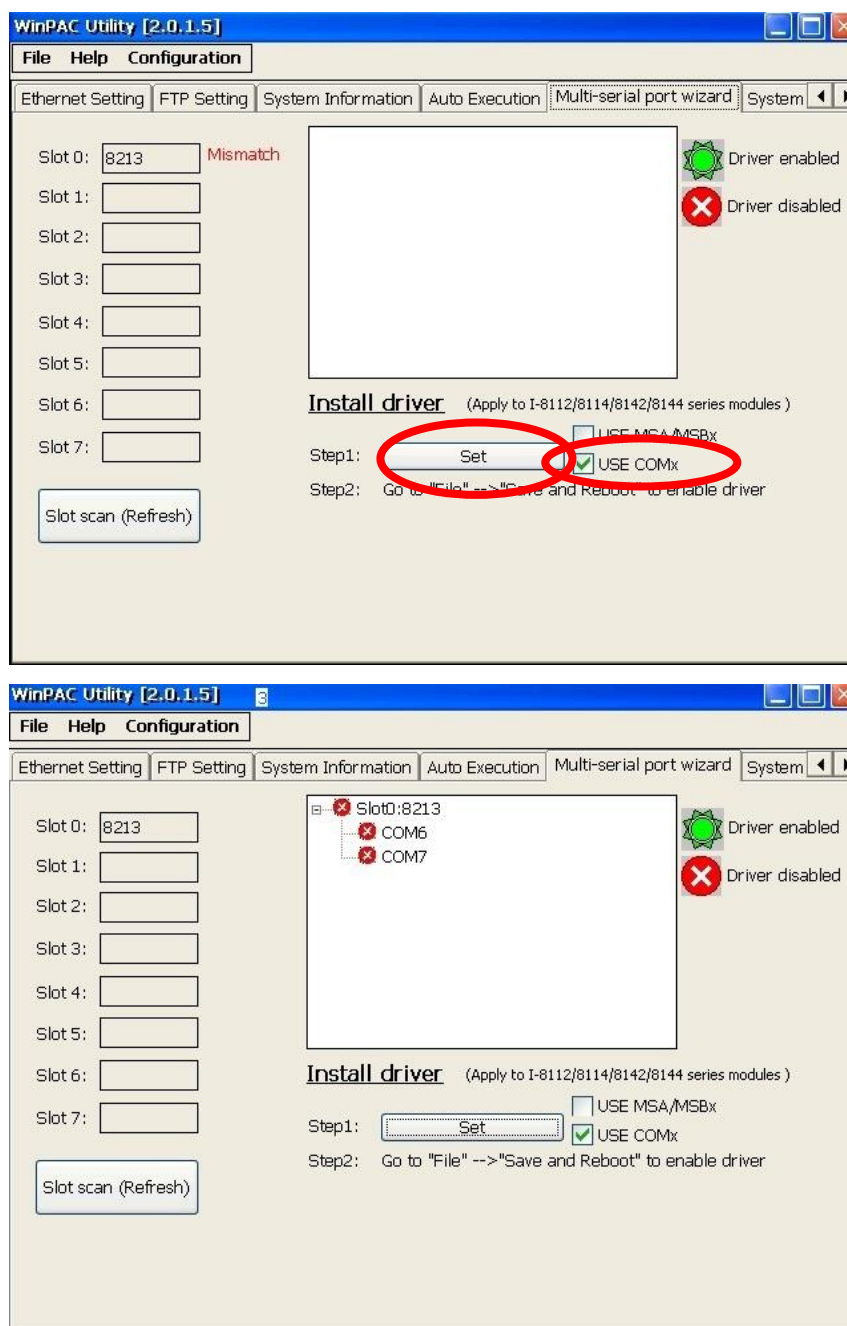 WinPAC Utility [2.0.1.5]
File Help Configuration
Ethernet Setting FTP Setting System Information Auto Execution Multi-serial port wizard System
Slot 0: 8213 Mismatch
Driver enabled
Slot 1:
Driver disabled
Slot 2:
Slot 3:
Slot 4:
Slot 5:
Slot 6:
Install driver (Apply to I-8112/8114/8142/8144 series modules )
USE MSA/MSBx
Slot 7:
Step1: Set USE COMx
Step2: Go to "File" -->"Save and Reboot" to enable driver
Slot scan (Refresh)
WinPAC Utility [2.0.1.5] 3
File Help Configuration
Ethernet Setting FTP Setting System Information Auto Execution Multi-serial port wizard System
Slot0:8213
Slot 0: 8213
COM6
Driver enabled
COM7
Slot 1:
Driver disabled
Slot 2:
Slot 3:
Slot 4:
Slot 5:
Slot 6:
Install driver (Apply to I-8112/8114/8142/8144 series modules )
USE MSA/MSBx
Slot 7:
Step1: Set USE COMx
Step2: Go to "File" -->"Save and Reboot" to enable driver
Slot scan (Refresh)